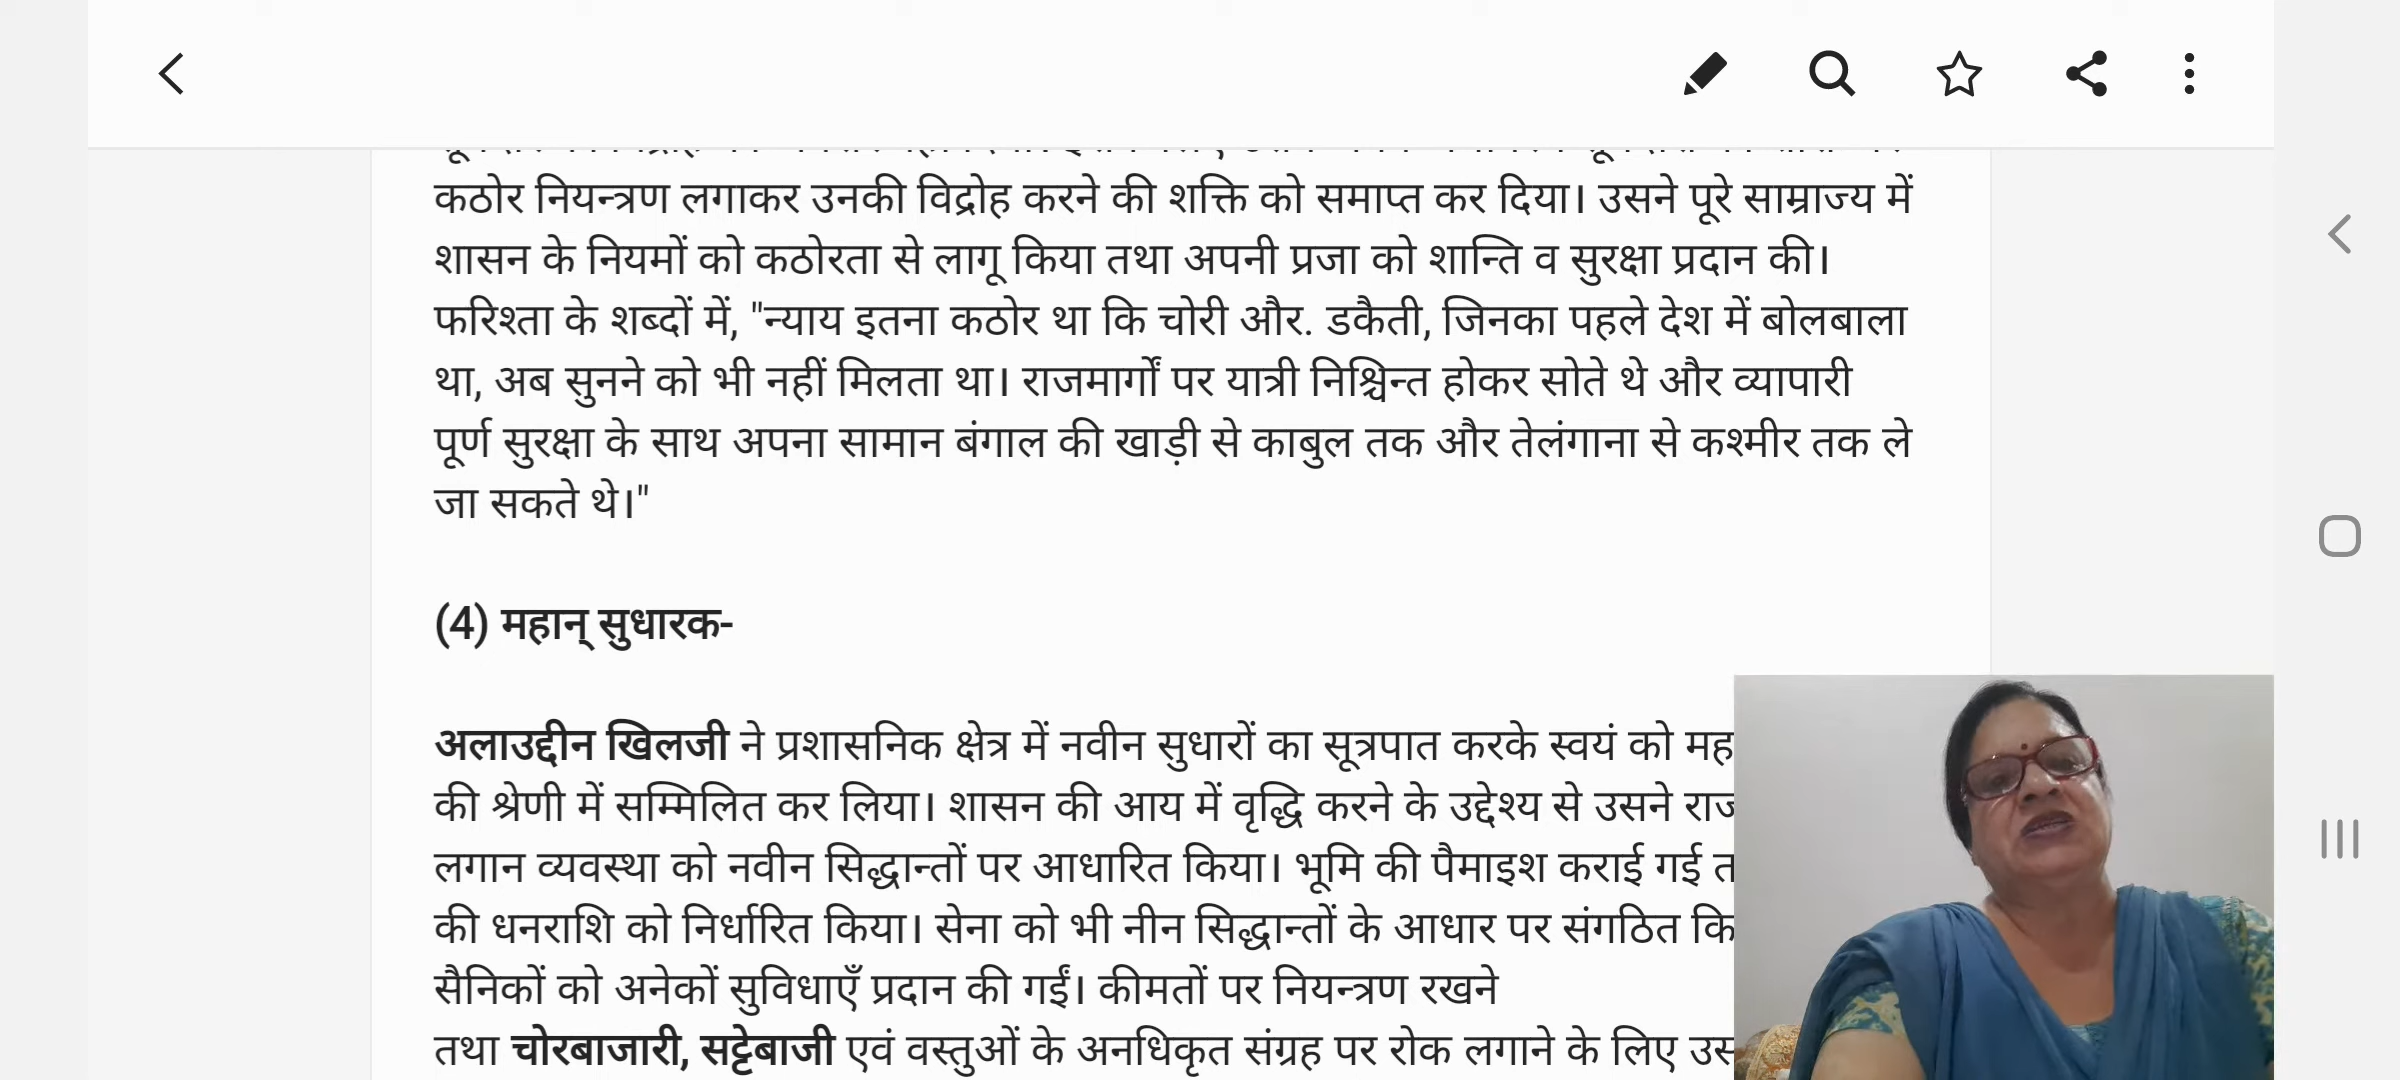 कठोर नियन्त्रण लगाकर उनकी विद्रोह करने की शक्ति को समाप्त कर दिया। उसने पूरे साम्राज्य में
शासन के नियमों को कठोरता से लागू किया तथा अपनी प्रजा को शान्ति व सुरक्षा प्रदान की।
फरिश्ता के शब्दों में, "न्याय इतना कठोर था कि चोरी और. डकैती, जिनका पहले देश में बोलबाला
था, अब सुनने को भी नहीं मिलता था। राजमार्गों पर यात्री निश्चिन्त होकर सोते थे और व्यापारी
पूर्ण सुरक्षा के साथ अपना सामान बंगाल की खाड़ी से काबुल तक और तेलंगाना से कश्मीर तक ले
जा सकते थे।"
(4) महान् सुधारक-
अलाउद्दीन खिलजी ने प्रशासनिक क्षेत्र में नवीन सुधारों का सूत्रपात करके स्वयं को
की श्रेणी में सम्मिलित कर लिया। शासन की आय में वृद्धि करने के उद्देश्य से उसने
लगान व्यवस्था को नवीन सिद्धान्तों पर आधारित किया। भूमि की पैमाइश कराई गई
की धनराशि को निर्धारित किया। सेना को भी नीन सिद्धान्तों के आधार पर संगठित
सैनिकों को अनेकों सुविधाएँ प्रदान की गईं। कीमतों पर नियन्त्रण रखने
तथा चोरबाजारी, सट्टेबाजी एवं वस्तुओं के अनधिकृत संग्रह पर रोक लगाने के लिए